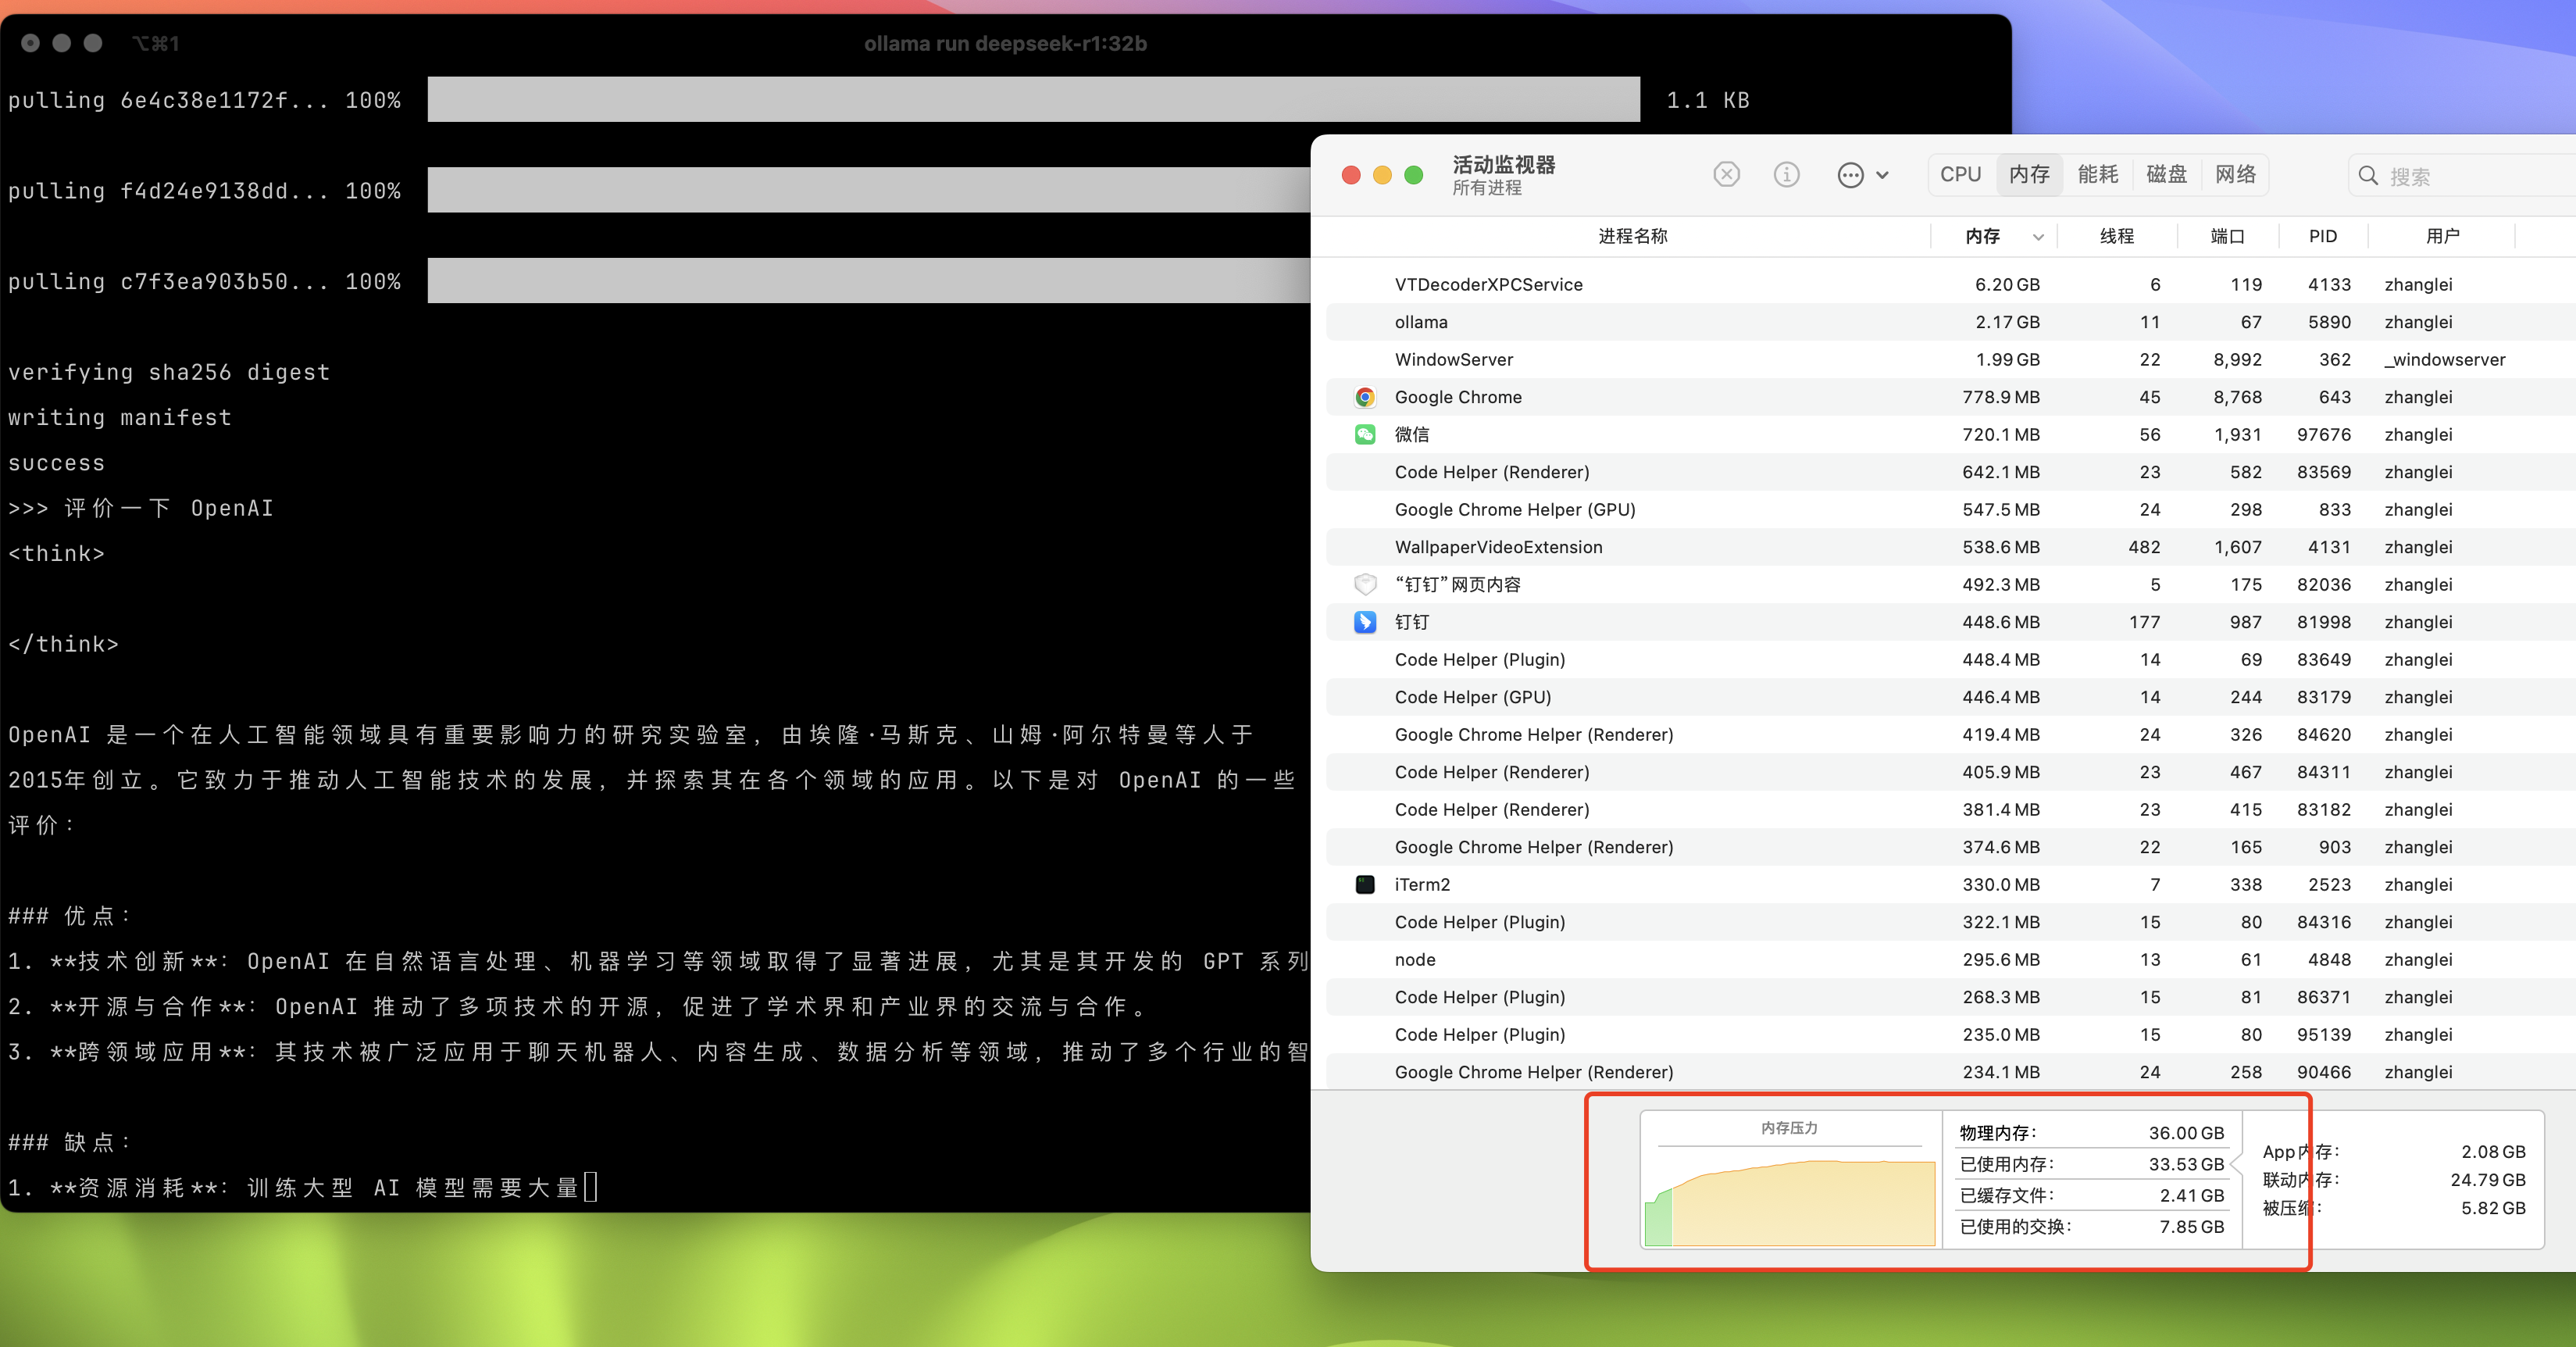 ⌥⌘1
ollama run deepseek-r1:32b
pulling 6e4c38e1172f... 100%
1.1 KB
pulling f4d24e9138dd... 100%
pulling c7f3ea903b50... 100%
verifying sha256 digest
writing manifest
success
>>> 评价一下 OpenAI
<think>
</think>
OpenAI 是一个在人工智能领域具有重要影响力的研究实验室，由埃隆·马斯克、山姆·阿尔特曼等人于
2015年创立。它致力于推动人工智能技术的发展，并探索其在各个领域的应用。以下是对 OpenAI 的一些
评价：
### 优点：
1. **技术创新**：OpenAI 在自然语言处理、机器学习等领域取得了显著进展，尤其是其开发的 GPT 系列
2. **开源与合作**：OpenAI 推动了多项技术的开源，促进了学术界和产业界的交流与合作。
3. **跨领域应用**：其技术被广泛应用于聊天机器人、内容生成、数据分析等领域，推动了多个行业的智
### 缺点：
1. **资源消耗**：训练大型 AI 模型需要大量
活动监视器
所有进程
CPU 内存 能耗 磁盘 网络
搜索
进程名称 内存 线程 端口 PID 用户
VTDecoderXPCService 6.20 GB 6 119 4133 zhanglei
ollama 2.17 GB 11 67 5890 zhanglei
WindowServer 1.99 GB 22 8,992 362 _windowserver
Google Chrome 778.9 MB 45 8,768 643 zhanglei
微信 720.1 MB 56 1,931 97676 zhanglei
Code Helper (Renderer) 642.1 MB 23 582 83569 zhanglei
Google Chrome Helper (GPU) 547.5 MB 24 298 833 zhanglei
WallpaperVideoExtension 538.6 MB 482 1,607 4131 zhanglei
“钉钉”网页内容 492.3 MB 5 175 82036 zhanglei
钉钉 448.6 MB 177 987 81998 zhanglei
Code Helper (Plugin) 448.4 MB 14 69 83649 zhanglei
Code Helper (GPU) 446.4 MB 14 244 83179 zhanglei
Google Chrome Helper (Renderer) 419.4 MB 24 326 84620 zhanglei
Code Helper (Renderer) 405.9 MB 23 467 84311 zhanglei
Code Helper (Renderer) 381.4 MB 23 415 83182 zhanglei
Google Chrome Helper (Renderer) 374.6 MB 22 165 903 zhanglei
iTerm2 330.0 MB 7 338 2523 zhanglei
Code Helper (Plugin) 322.1 MB 15 80 84316 zhanglei
node 295.6 MB 13 61 4848 zhanglei
Code Helper (Plugin) 268.3 MB 15 81 86371 zhanglei
Code Helper (Plugin) 235.0 MB 15 80 95139 zhanglei
Google Chrome Helper (Renderer) 234.1 MB 24 258 90466 zhanglei
内存压力
物理内存： 36.00 GB
已使用内存： 33.53 GB
已缓存文件： 2.41 GB
已使用的交换： 7.85 GB
App内存： 2.08 GB
联动内存： 24.79 GB
被压缩： 5.82 GB